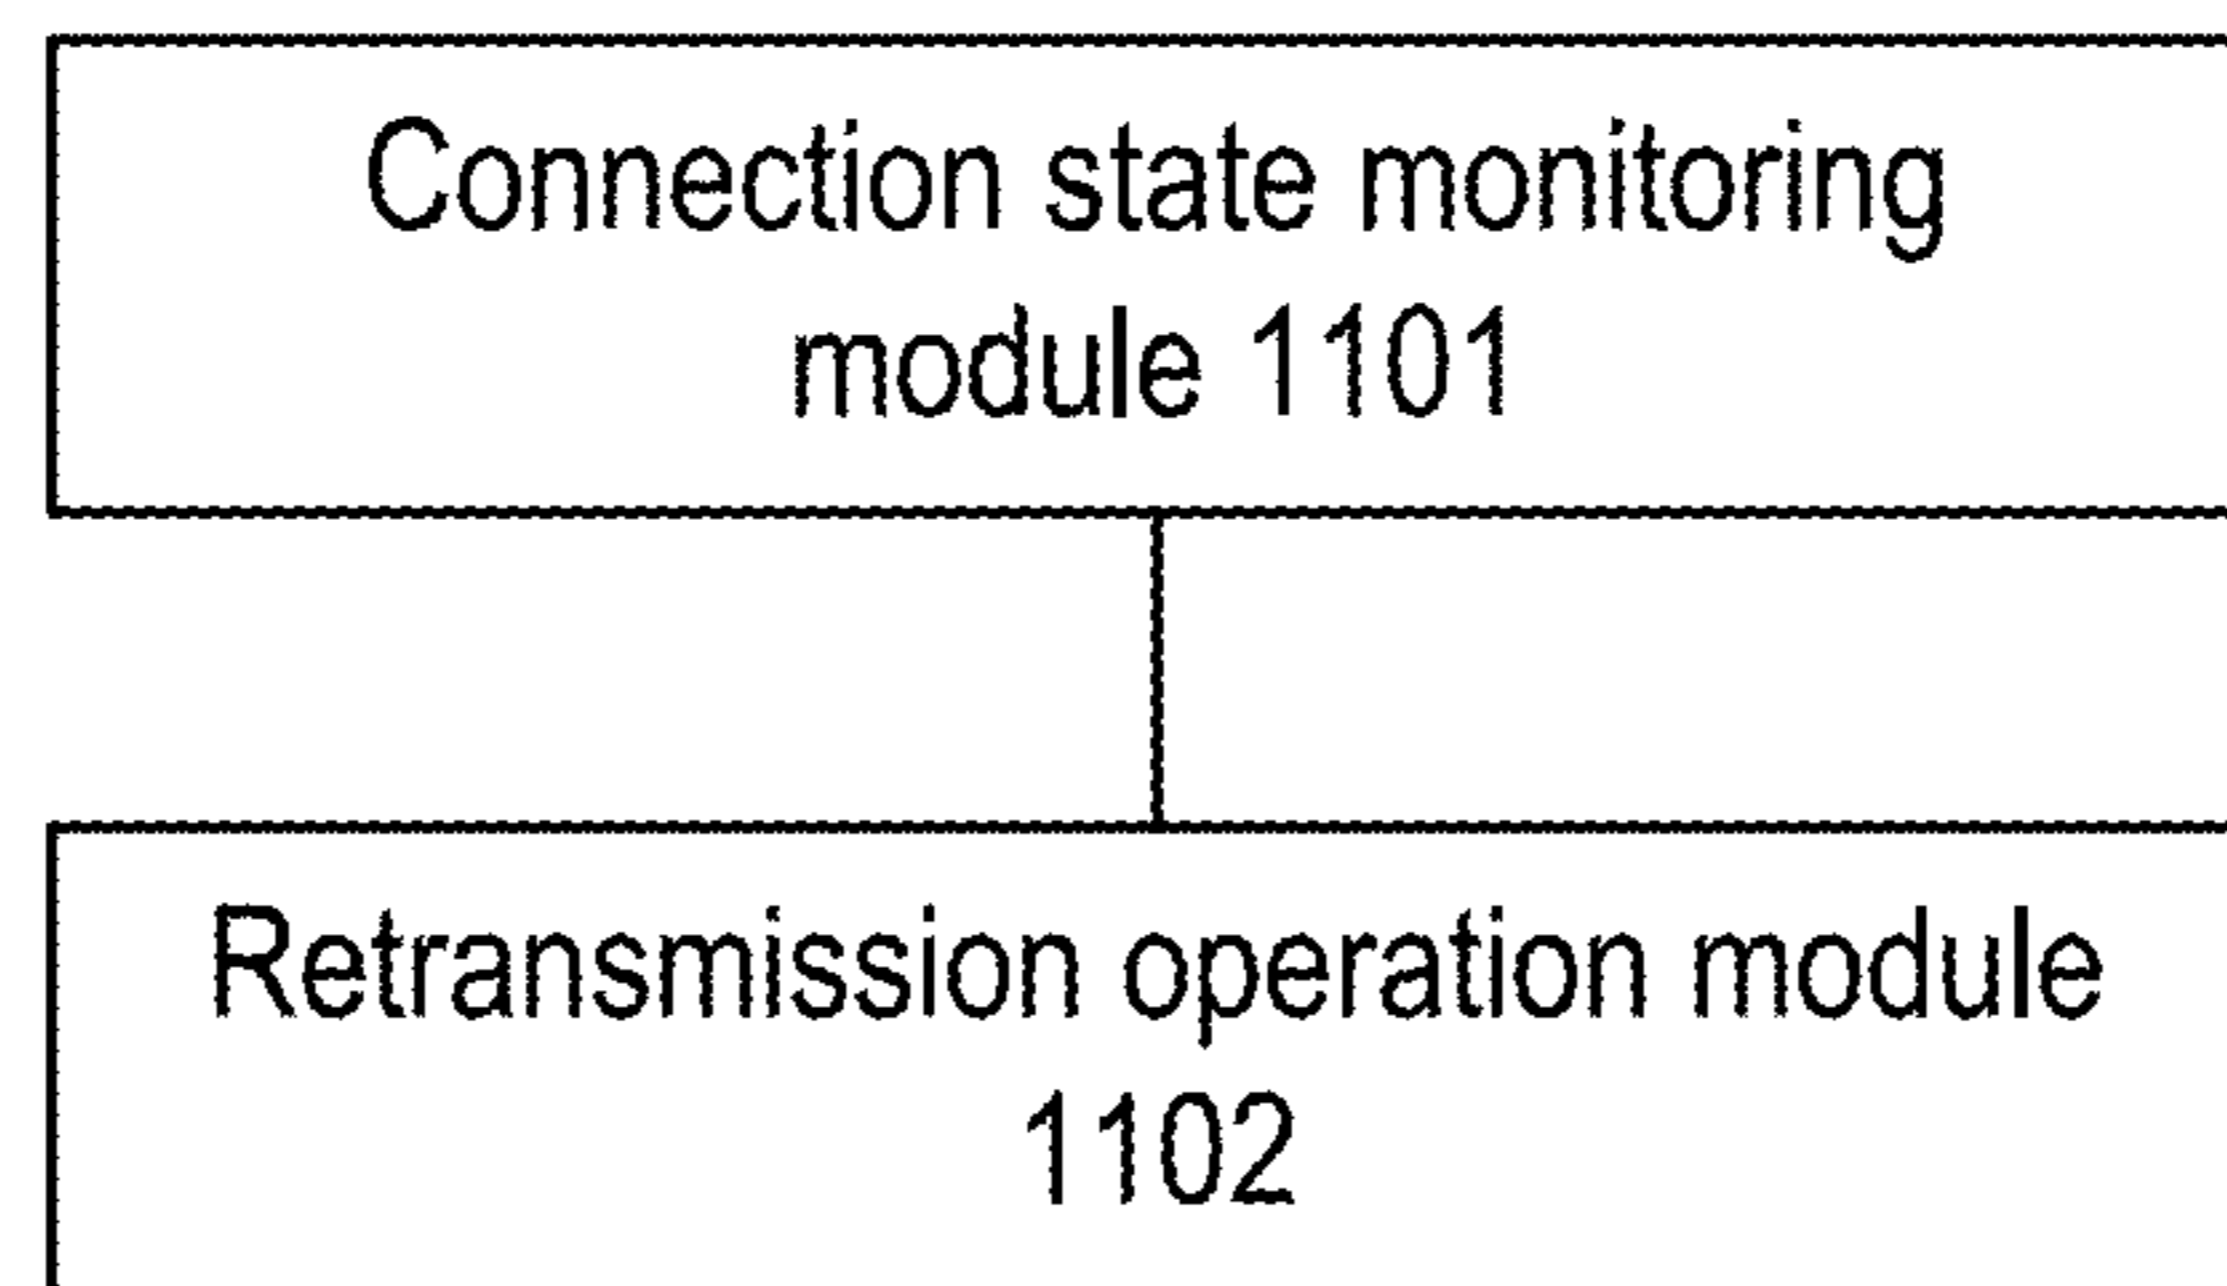 Connection state monitoring
module 1101
Retransmission operation module
1102